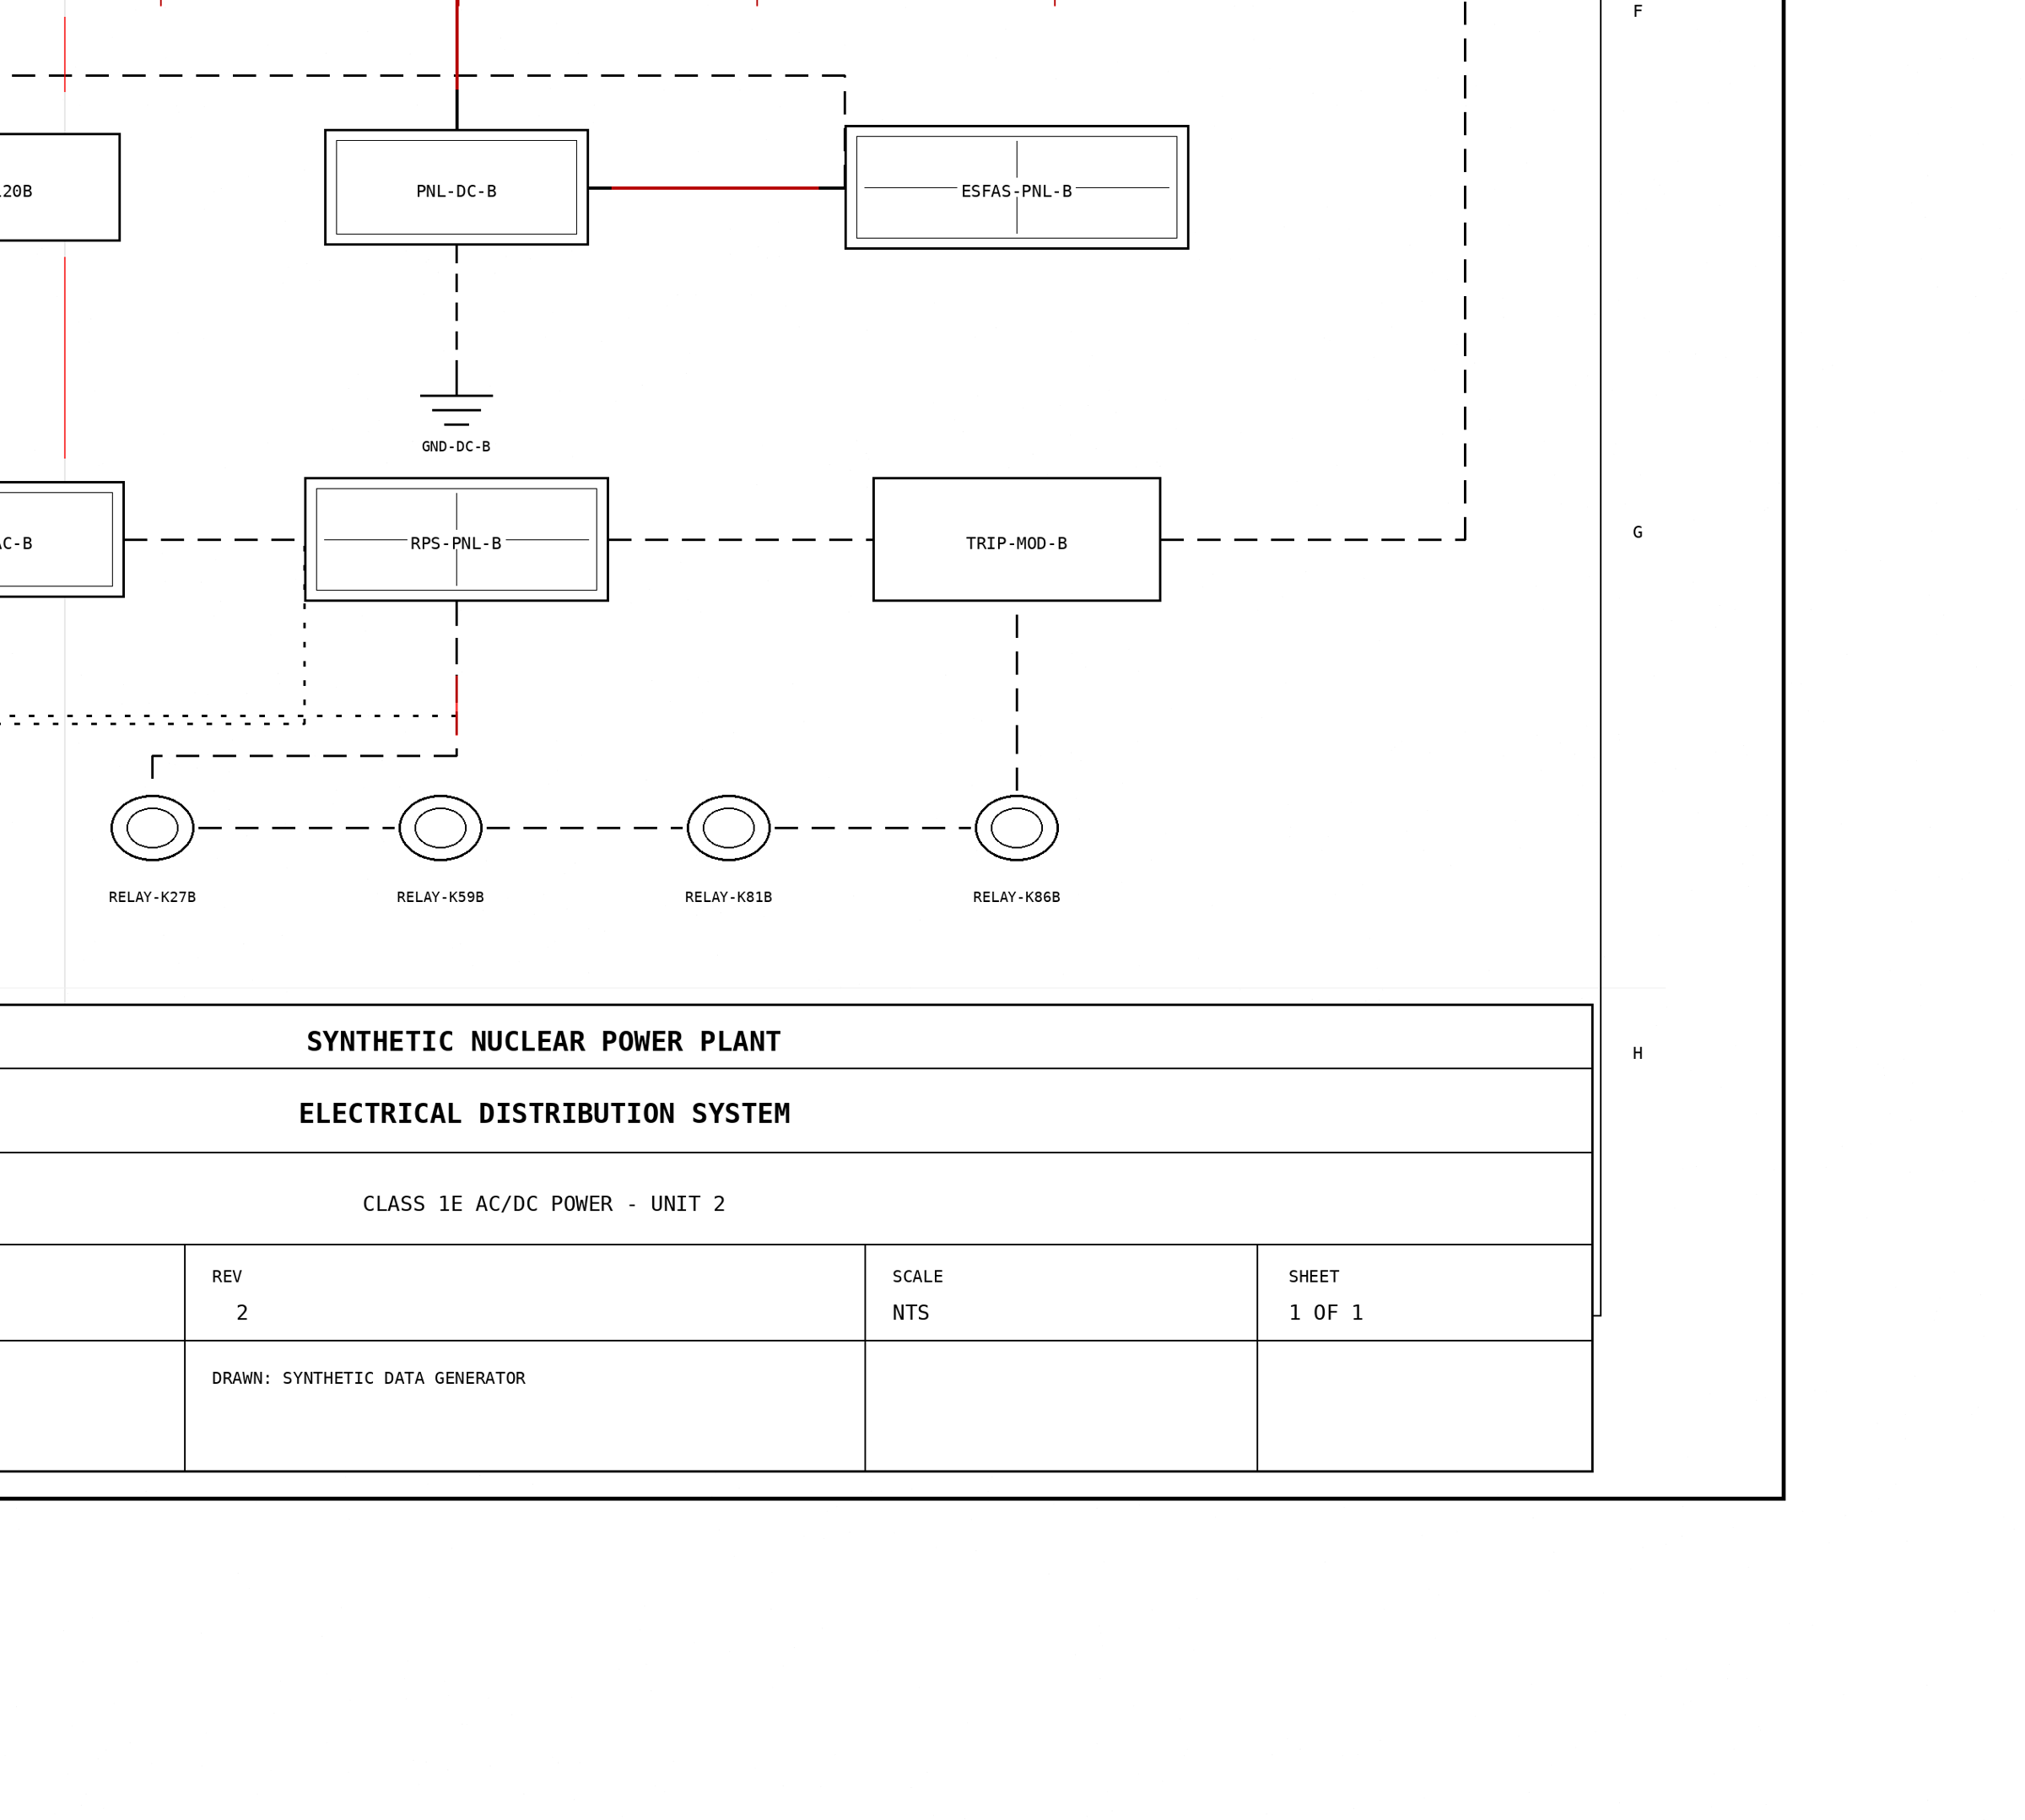 F
PNL-DC-B
ESFAS-PNL-B
GND-DC-B
G
RPS-PNL-B
TRIP-MOD-B
RELAY-K27B
RELAY-K59B
RELAY-K81B
RELAY-K86B
SYNTHETIC NUCLEAR POWER PLANT
H
ELECTRICAL DISTRIBUTION SYSTEM
CLASS 1E AC/DC POWER - UNIT 2
REV
SCALE
SHEET
2
NTS
1 OF 1
DRAWN: SYNTHETIC DATA GENERATOR